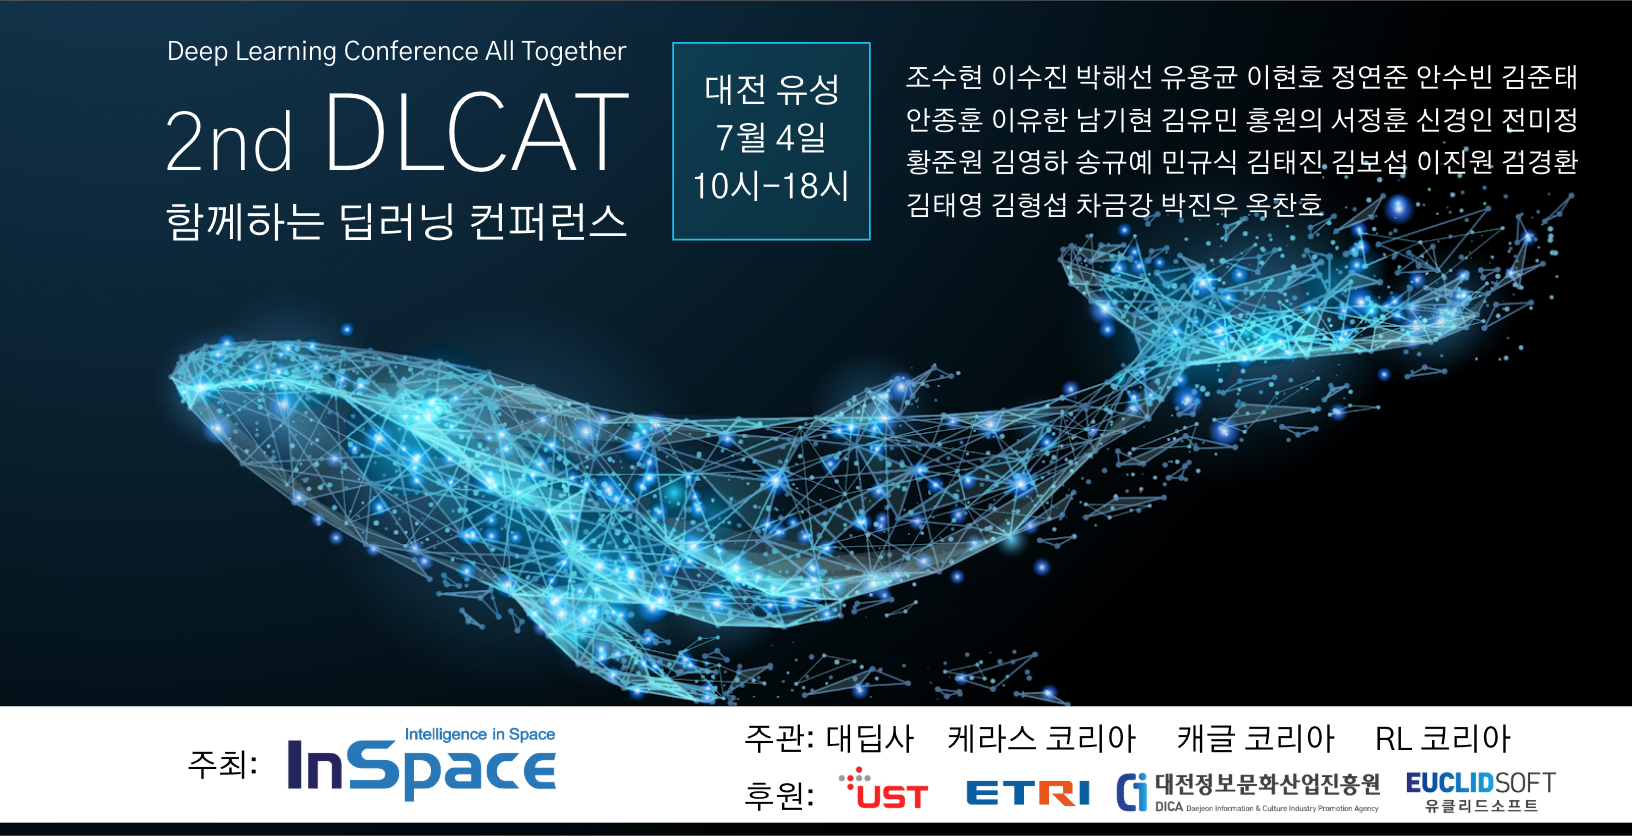 Deep Learning Conference All Together
2nd DLCAT
함께하는 딥러닝 컨퍼런스
대전 유성
7월 4일
10시-18시
조수현 이수진 박해선 유용균 이현호 정연준 안수빈 김준태
안종훈 이유한 남기현 김유민 홍원의 서정훈 신경인 전미정
황준원 김영하 송규예 민규식 김태진 김보섭 이진원 김경환
김태영 김형섭 차금강 박진우 옥찬호
주최:
Intelligence in Space
InSpace
주관: 대딥사 케라스 코리아 캐글 코리아 RL 코리아
후원:
UST
ETRI
대전정보문화산업진흥원
DICA Daejeon Information & Culture Industry Promotion Agency
EUCLIDSOFT
유클리드소프트